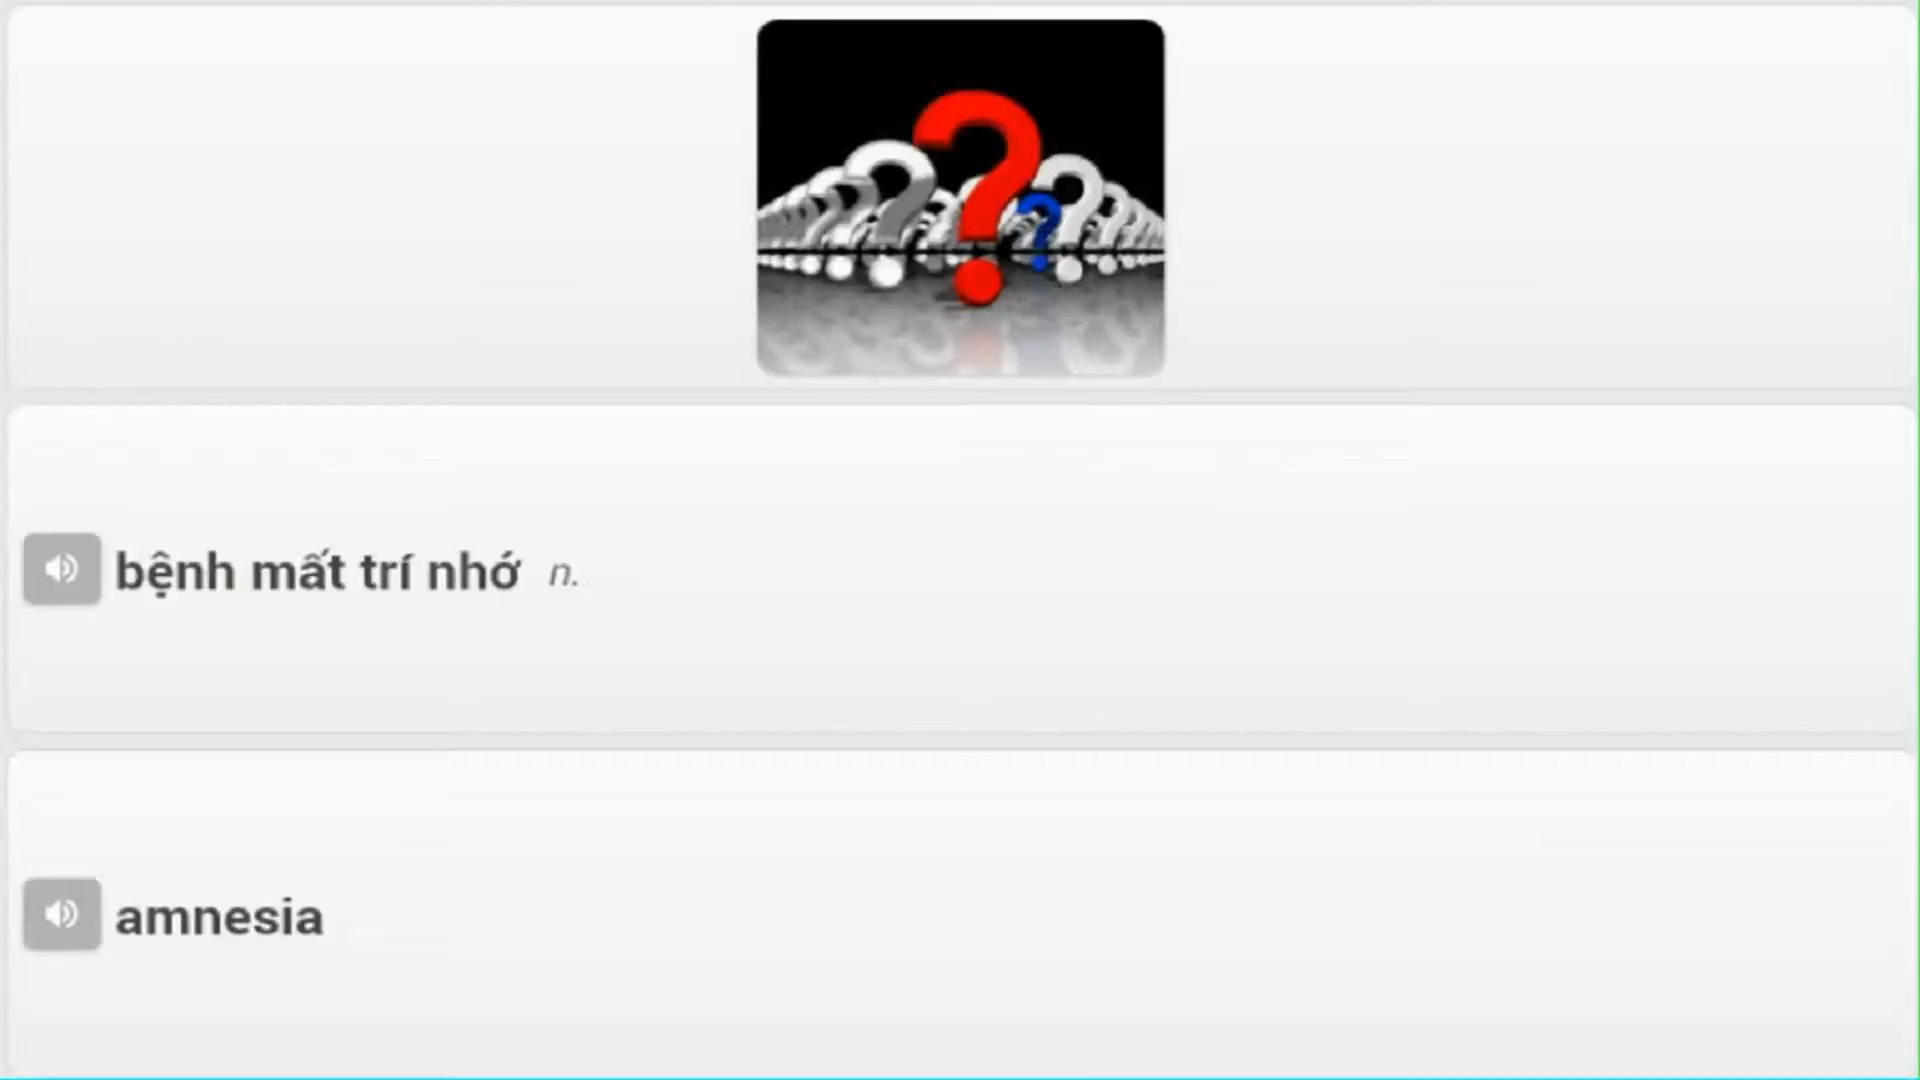 bệnh mất trí nhớ n.
amnesia